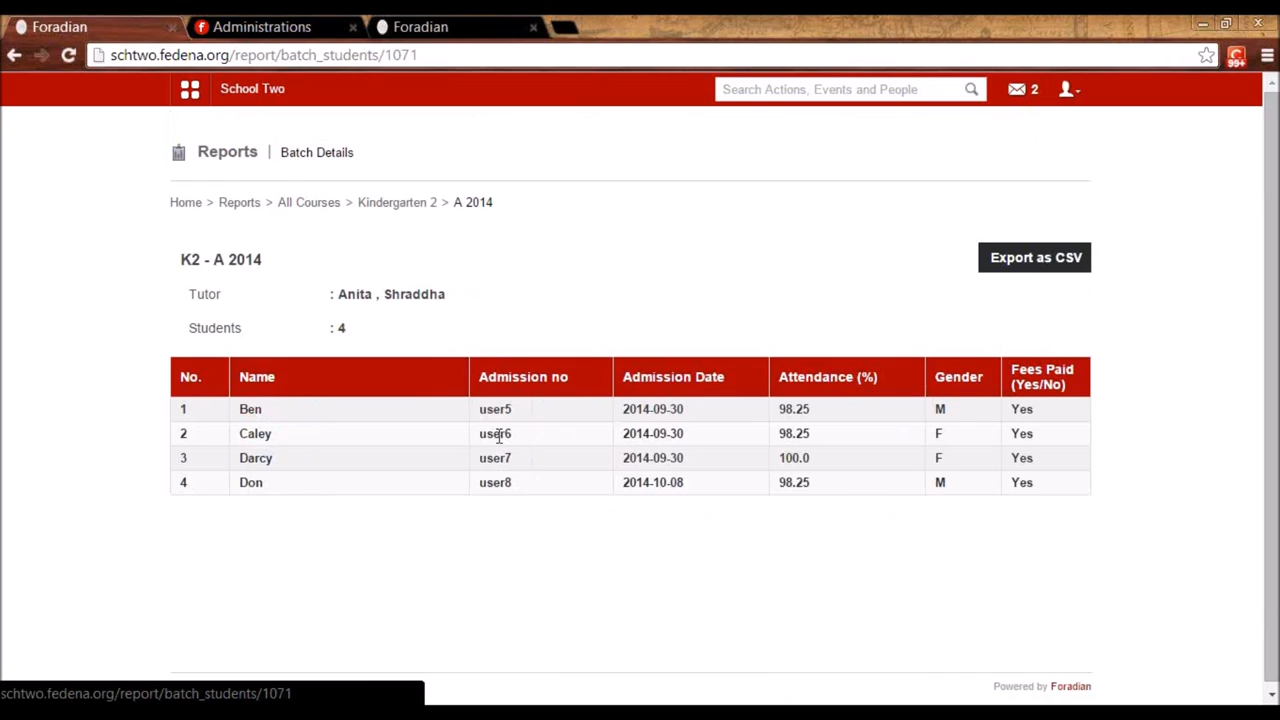 Foradian
Administrations
Foradian
schtwo.fedena.org/report/batch_students/1071
99+
School Two
Search Actions, Events and People
2
Reports | Batch Details
Home > Reports > All Courses > Kindergarten 2 > A 2014
K2 - A 2014
Export as CSV
Tutor : Anita , Shraddha
Students : 4
No. Name Admission no Admission Date Attendance (%) Gender Fees Paid (Yes/No)
1 Ben user5 2014-09-30 98.25 M Yes
2 Caley user6 2014-09-30 98.25 F Yes
3 Darcy user7 2014-09-30 100.0 F Yes
4 Don user8 2014-10-08 98.25 M Yes
Powered by Foradian
schtwo.fedena.org/report/batch_students/1071